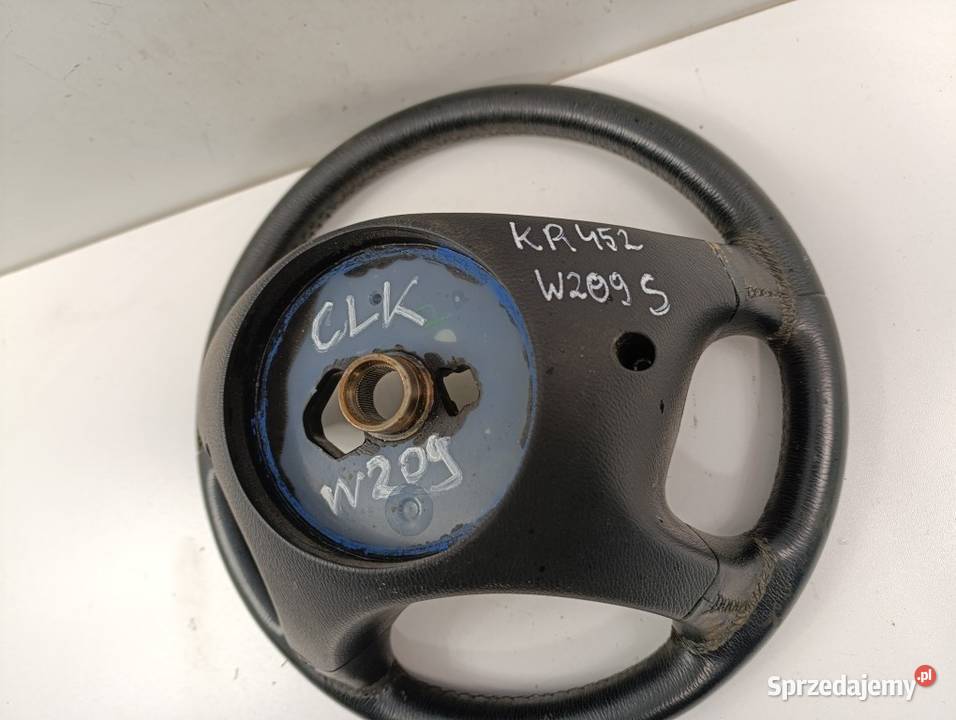 KR452
W209 S
CLK
W209
Sprzedajemy.pl